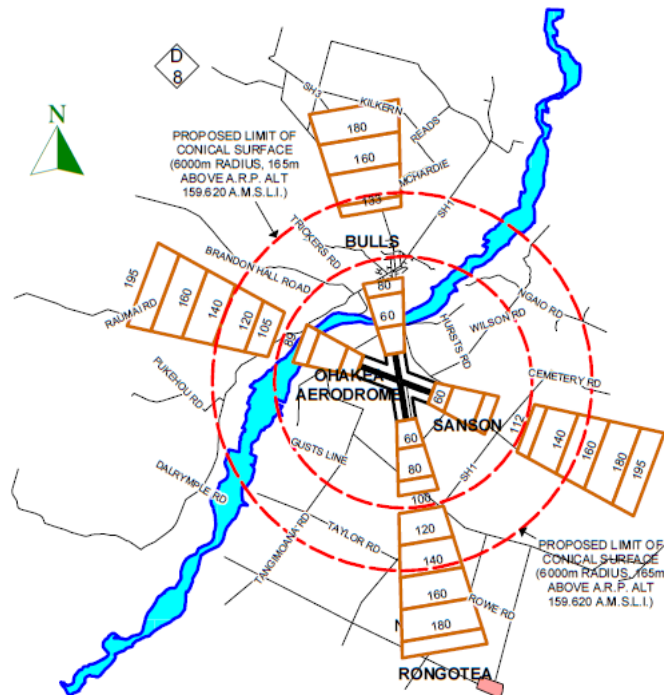 D
8
N
SH3
KILKERN
READS
180
160
133
MCHARDIE
SH1
PROPOSED LIMIT OF
CONICAL SURFACE
(6000m RADIUS, 165m
ABOVE A.R.P. ALT
159.620 A.M.S.L.I.)
TRICKERS RD
BULLS
BRANDON HALL ROAD
195
160
140
120
105
RAUMAI RD
80
60
NGAIO RD
WILSON RD
HURSTS RD
89
PUKEHOU RD
OHAKEA
AERODROME
CEMETERY RD
60
SANSON
112
140
160
180
195
60
80
100
GUSTS LINE
SH1
DALRYMPLE RD
TANGIMOANA RD
TAYLOR RD
120
140
160
180
ROWE RD
N
PROPOSED LIMIT OF
CONICAL SURFACE
(6000m RADIUS, 165m
ABOVE A.R.P. ALT
159.620 A.M.S.L.I.)
RONGOTEA